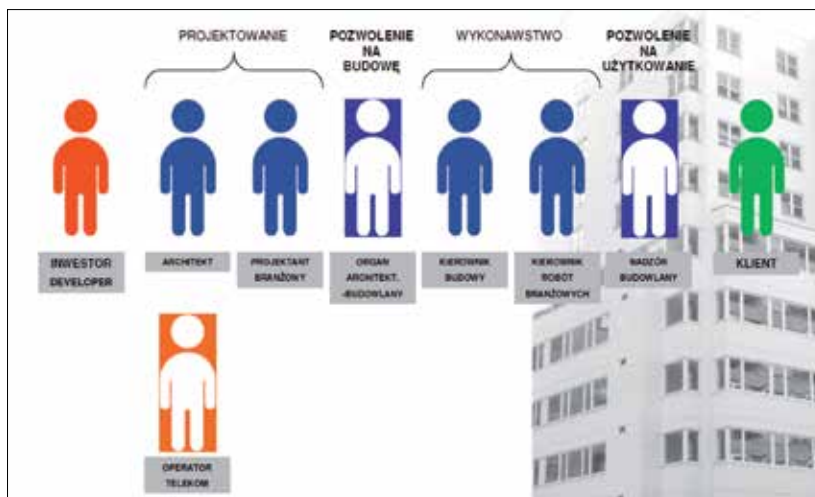 PROJEKTOWANIE
POZWOLENIE
NA
BUDOWĘ
WYKONAWSTWO
POZWOLENIE
NA
UŻYTKOWANIE
INWESTOR
DEVELOPER
ARCHITEKT
PROJEKTANT
BRANŻOWY
ORGAN
ARCHITEKT.
-BUDOWLANY
KIEROWNIK
BUDOWY
KIEROWNIK
ROBÓT
BRANŻOWYCH
NADZÓR
BUDOWLANY
KLIENT
OPERATOR
TELEKOM